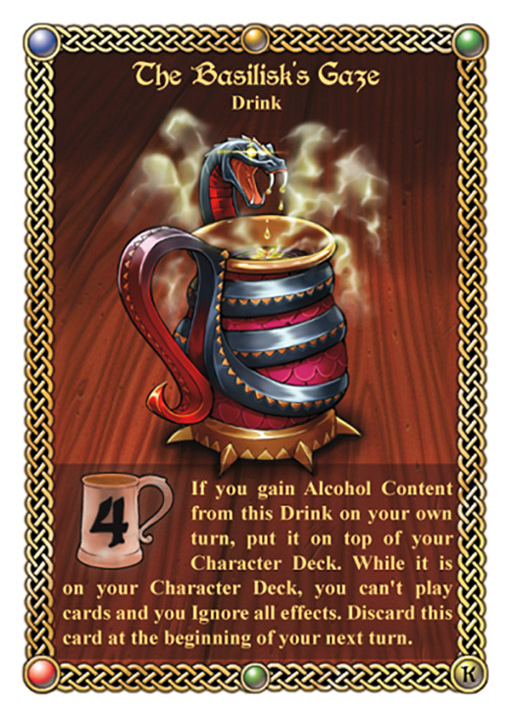 The Basilisk's Gaze
Drink
4
If you gain Alcohol Content
from this Drink on your own
turn, put it on top of your
Character Deck. While it is
on your Character Deck, you can't play
cards and you Ignore all effects. Discard this
card at the beginning of your next turn.
K